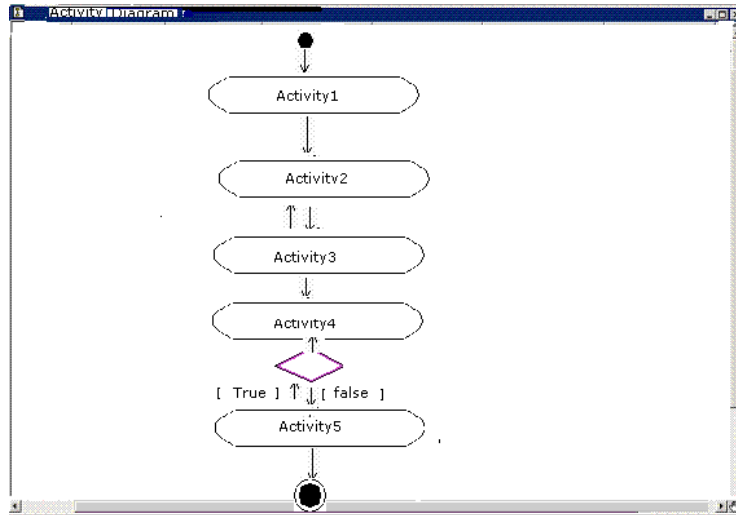 Activity Diagram
Activity1
Activity2
Activity3
Activity4
[ True ] [ false ]
Activity5